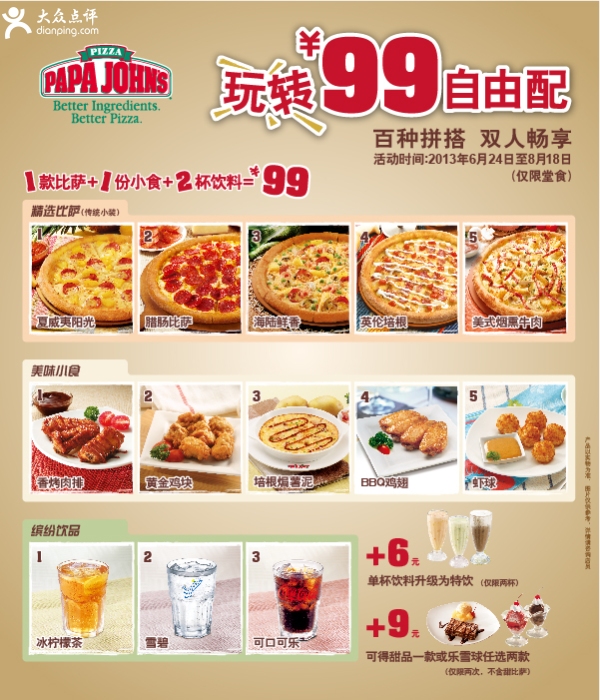 大众点评
dianping.com
PIZZA
PAPA JOHNS
Better Ingredients.
Better Pizza.
玩转¥99自由配
百种拼搭 双人畅享
活动时间:2013年6月24日至8月18日
(仅限堂食)
1款比萨+1份小食+2杯饮料=¥99
精选比萨(传统小装)
1 2 3 4 5
夏威夷阳光 腊肠比萨 海陆鲜香 英伦培根 美式烟熏牛肉
美味小食
1 2 3 4 5
香烤肉排 黄金鸡块 培根焗薯泥 BBQ鸡翅 虾球
缤纷饮品
1 2 3
冰柠檬茶 雪碧 可口可乐
+6元
单杯饮料升级为特饮 (仅限两杯)
+9元
可得甜品一款或乐雪球任选两款
(仅限两次，不含甜比萨)